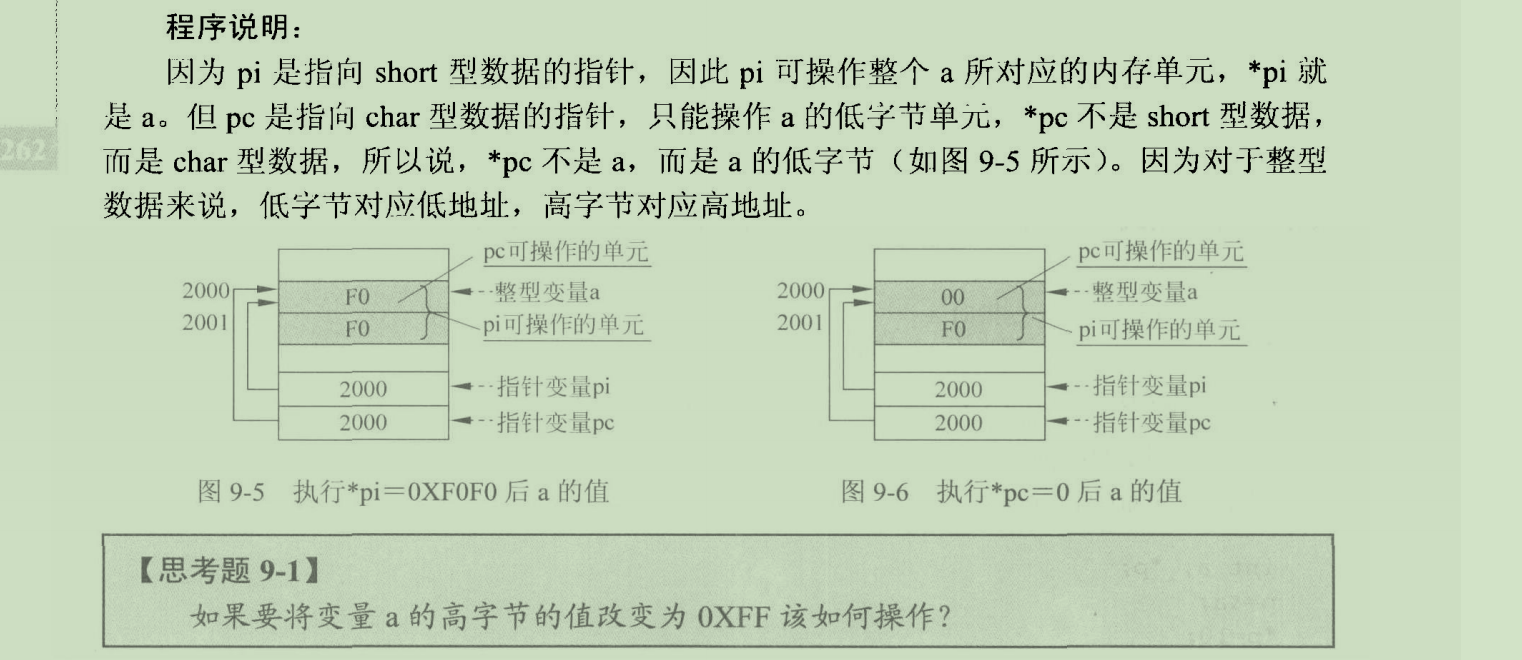 程序说明：
因为 pi 是指向 short 型数据的指针，因此 pi 可操作整个 a 所对应的内存单元，*pi 就
是 a。但 pc 是指向 char 型数据的指针，只能操作 a 的低字节单元，*pc 不是 short 型数据，
262
而是 char 型数据，所以说，*pc 不是 a，而是 a 的低字节（如图 9-5 所示）。因为对于整型
数据来说，低字节对应低地址，高字节对应高地址。
pc可操作的单元
2000
F0
整型变量a
2001
F0
pi可操作的单元
2000
指针变量pi
2000
指针变量pc
图 9-5 执行*pi＝0XF0F0 后 a 的值
pc可操作的单元
2000
00
整型变量a
2001
F0
pi可操作的单元
2000
指针变量pi
2000
指针变量pc
图 9-6 执行*pc＝0 后 a 的值
【思考题 9-1】
如果要将变量 a 的高字节的值改变为 0XFF 该如何操作？